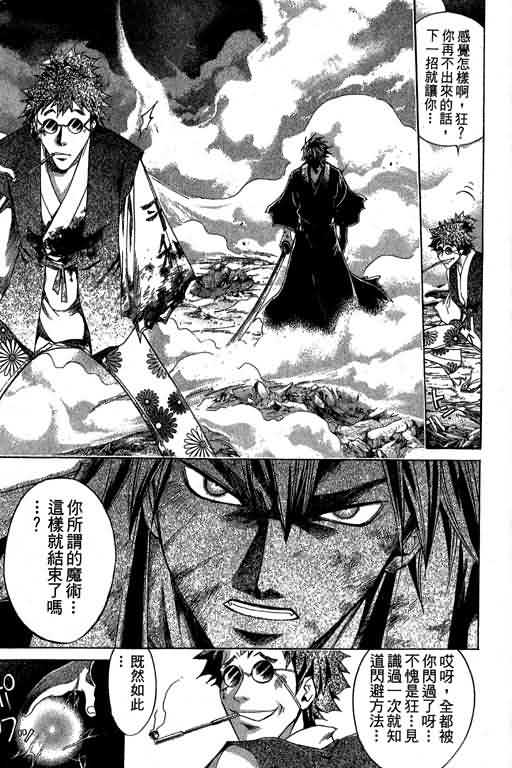 感覺怎樣啊，狂？
你再不出來的話，
下一招就讓你…
你所謂的魔術
這樣就結束了嗎
…？
哎呀，全都被
你閃過了呀…
不愧是狂…見
識過一次就知
道閃避方法…
既然如此
…